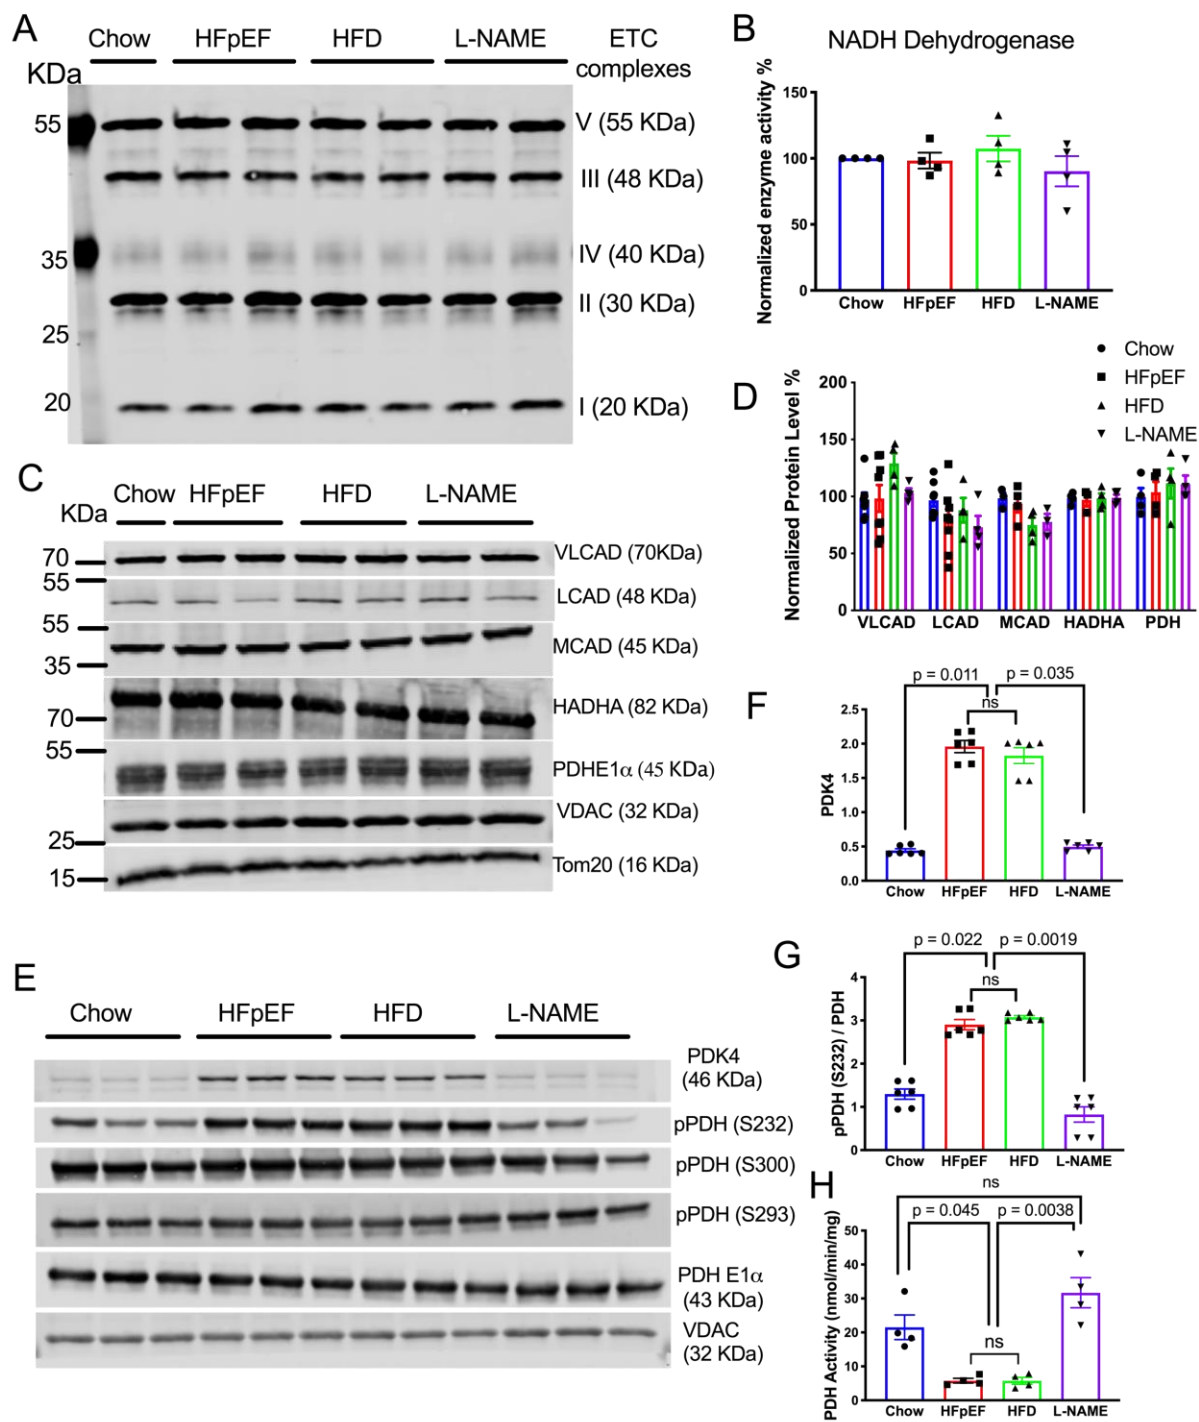 A
Chow HFpEF HFD L-NAME ETC
complexes
KDa
55
35
25
20
V (55 KDa)
III (48 KDa)
IV (40 KDa)
II (30 KDa)
I (20 KDa)
B
NADH Dehydrogenase
Normalized enzyme activity %
150
100
50
0
Chow HFpEF HFD L-NAME
C
Chow HFpEF HFD L-NAME
KDa
70
55
55
35
70
55
25
15
VLCAD (70KDa)
LCAD (48 KDa)
MCAD (45 KDa)
HADHA (82 KDa)
PDHE1α (45 KDa)
VDAC (32 KDa)
Tom20 (16 KDa)
D
Chow
HFpEF
HFD
L-NAME
Normalized Protein Level %
200
150
100
50
0
VLCAD LCAD MCAD HADHA PDH
E
Chow HFpEF HFD L-NAME
PDK4
(46 KDa)
pPDH (S232)
pPDH (S300)
pPDH (S293)
PDH E1α
(43 KDa)
VDAC
(32 KDa)
F
p = 0.011 p = 0.035
ns
PDK4
2.5
2.0
1.5
1.0
0.5
0.0
Chow HFpEF HFD L-NAME
G
p = 0.022 p = 0.0019
ns
pPDH (S232) / PDH
4
3
2
1
0
Chow HFpEF HFD L-NAME
H
ns
p = 0.045 p = 0.0038
ns
PDH Activity (nmol/min/mg)
50
40
30
20
10
0
Chow HFpEF HFD L-NAME